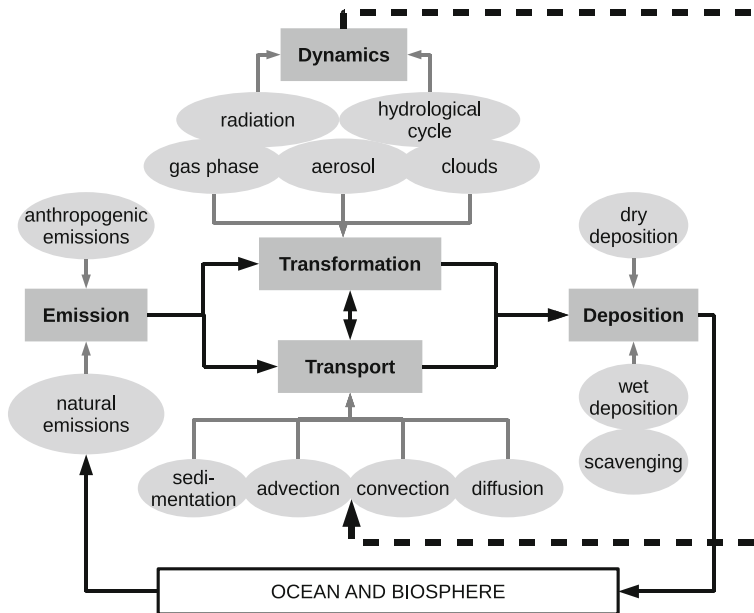 Dynamics
radiation
hydrological
cycle
gas phase
aerosol
clouds
anthropogenic
emissions
dry
deposition
Transformation
Emission
Deposition
Transport
natural
emissions
wet
deposition
scavenging
sedi-
mentation
advection
convection
diffusion
OCEAN AND BIOSPHERE